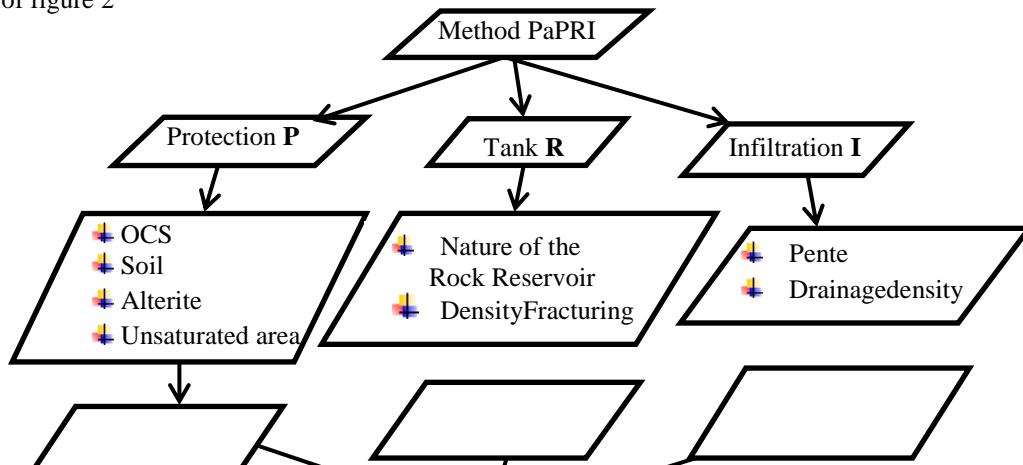 of figure 2
Method PaPRI
Protection P
Tank R
Infiltration I
OCS
Soil
Alterite
Unsaturated area
Nature of the
Rock Reservoir
DensityFracturing
Pente
Drainagedensity